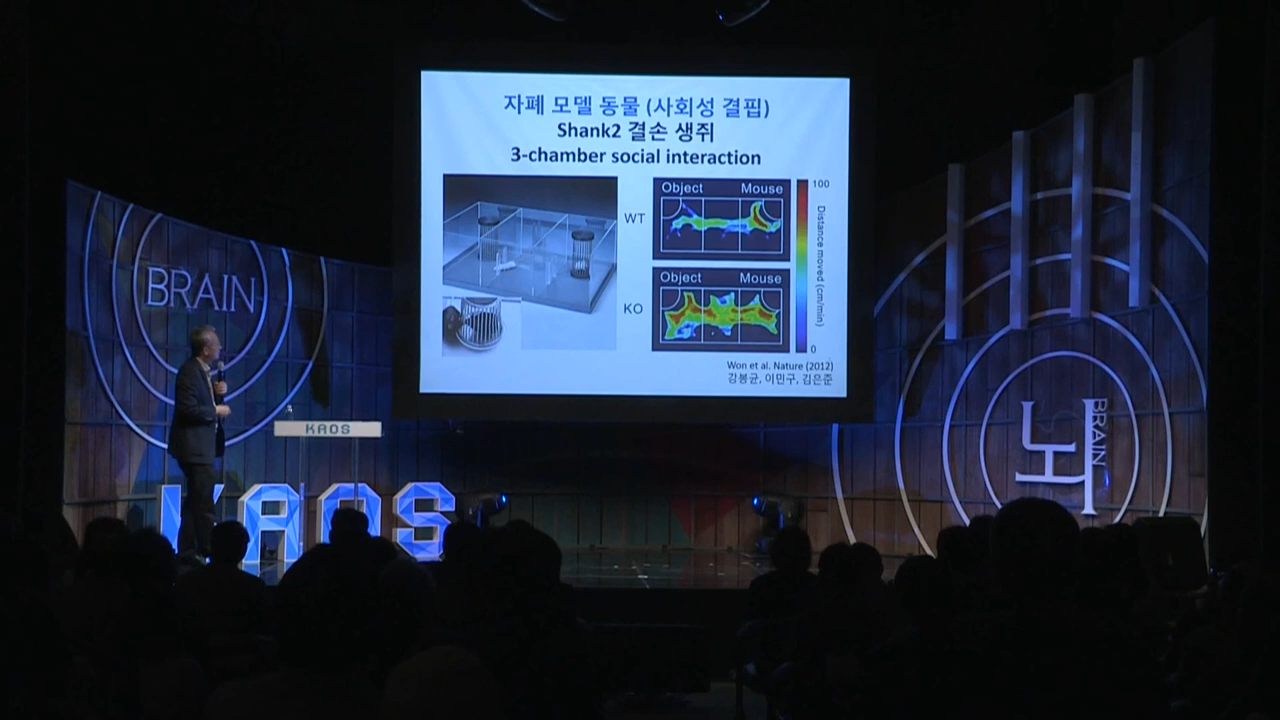 자폐 모델 동물 (사회성 결핍)
Shank2 결손 생쥐
3-chamber social interaction
Object Mouse
WT
Object Mouse
KO
100
Distance moved (cm/min)
0
Won et al. Nature (2012)
강봉균, 이민구, 김은준
BRAIN
KAOS
KAOS
뇌
BRAIN